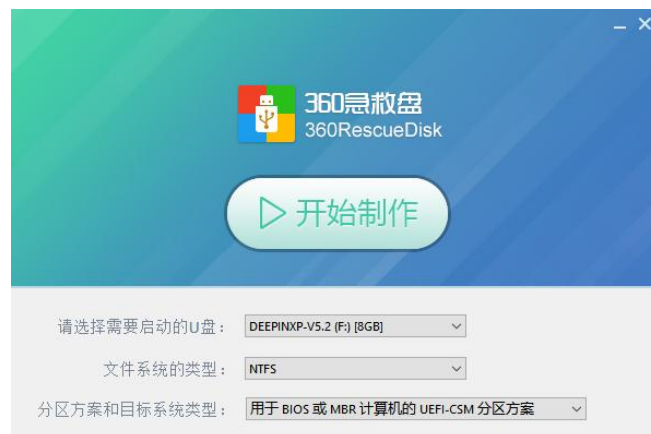 360急救盘
360RescueDisk
开始制作
请选择需要启动的U盘：
DEEPINXP-V5.2 (F:) [8GB]
文件系统的类型：
NTFS
分区方案和目标系统类型：
用于 BIOS 或 MBR 计算机的 UEFI-CSM 分区方案